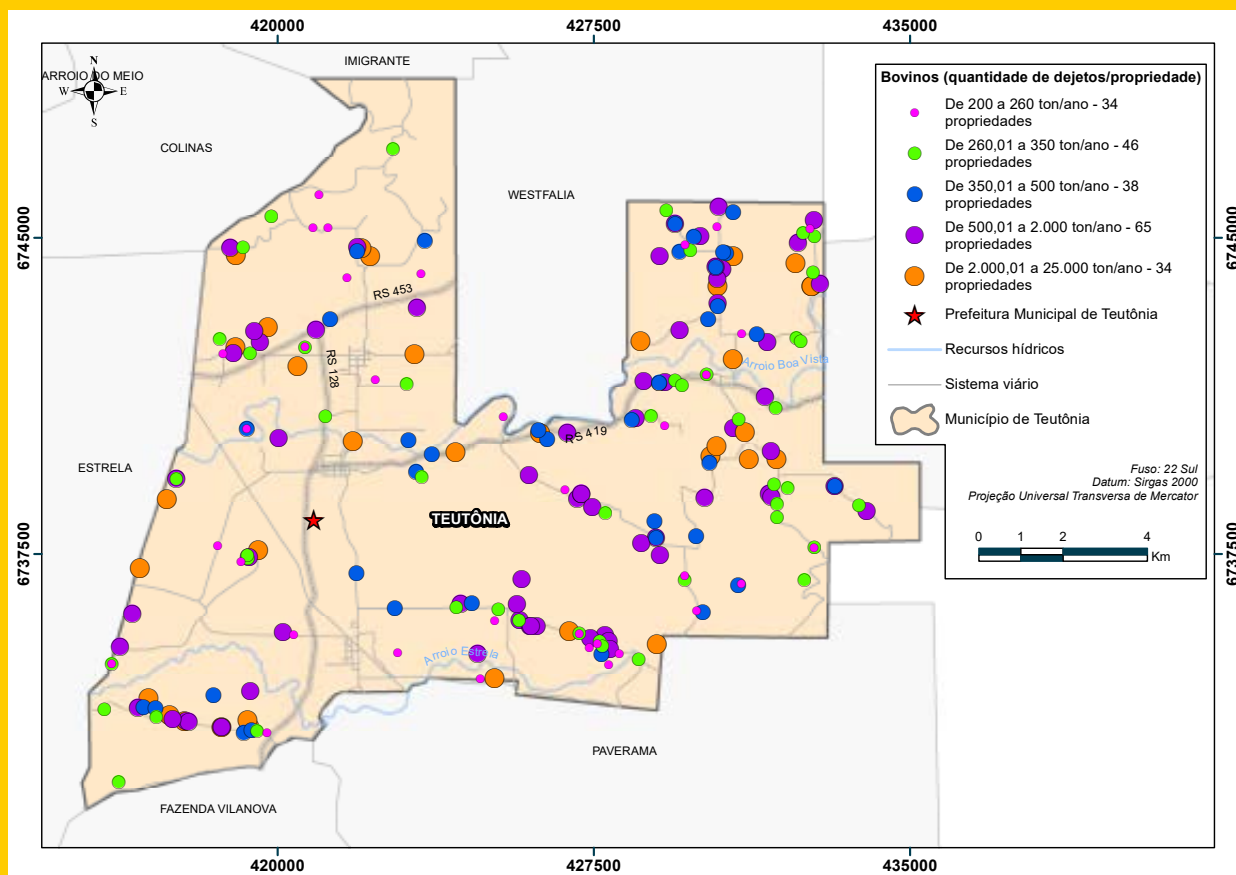 420000
427500
435000
IMIGRANTE
ARROIO DO MEIO
N
W
E
S
COLINAS
WESTFALIA
6745000
6745000
RS 453
RS 128
Arroio Boa Vista
RS 419
ESTRELA
TEUTÔNIA
6737500
6737500
Arroio Estrela
PAVERAMA
FAZENDA VILANOVA
420000
427500
435000
Bovinos (quantidade de dejetos/propriedade)
De 200 a 260 ton/ano - 34
propriedades
De 260,01 a 350 ton/ano - 46
propriedades
De 350,01 a 500 ton/ano - 38
propriedades
De 500,01 a 2.000 ton/ano - 65
propriedades
De 2.000,01 a 25.000 ton/ano - 34
propriedades
Prefeitura Municipal de Teutônia
Recursos hídricos
Sistema viário
Município de Teutônia
Fuso: 22 Sul
Datum: Sirgas 2000
Projeção Universal Transversa de Mercator
0 1 2 4
Km